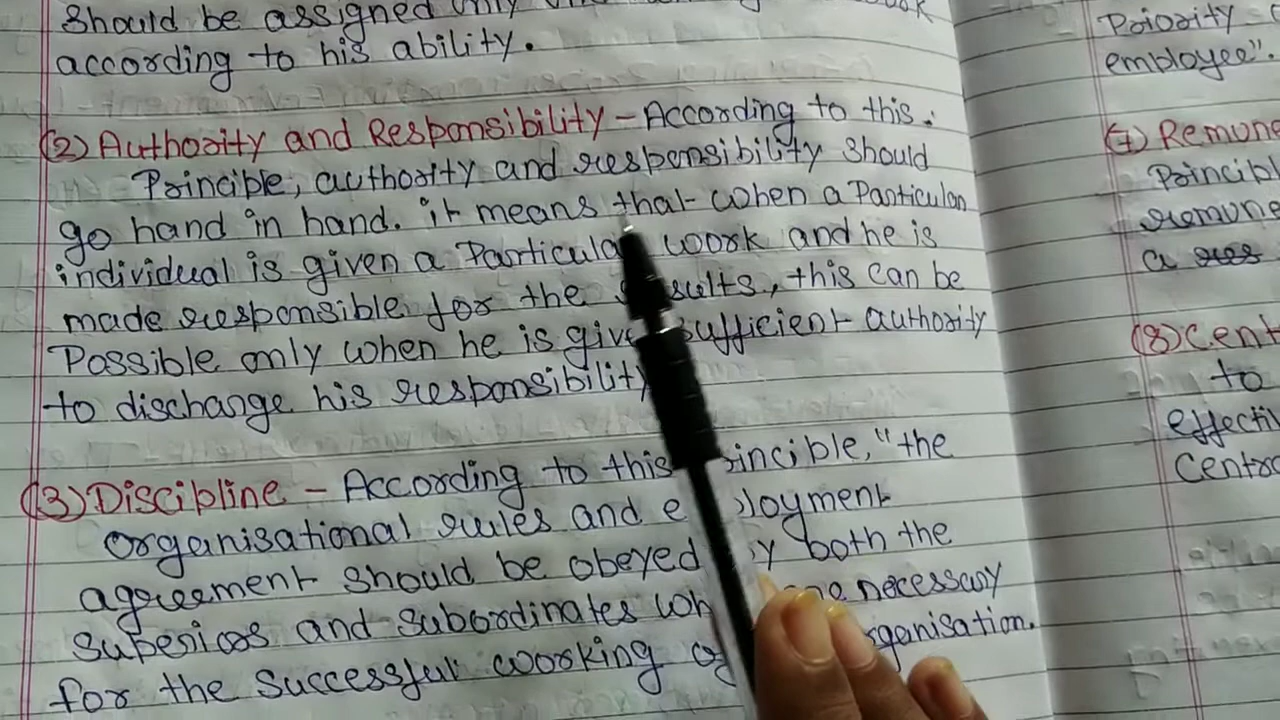 Should be assigned only
according to his ability.
(2) Authority and Responsibility - According to this.
Principle, authority and responsibility should
go hand in hand. it means that when a Particular
individual is given a Particular work and he is
made responsible for the results, this can be
Possible only when he is given sufficient authority
to discharge his responsibility
(3) Discipline - According to this Principle, "the
organisational rules and employment
agreement should be obeyed by both the
superiors and subordinates which are necessary
for the successful working of organisation.
Priority
employee".
(7) Remun
Principl
remune
a res
(8) Cent
to
effecti
Centra